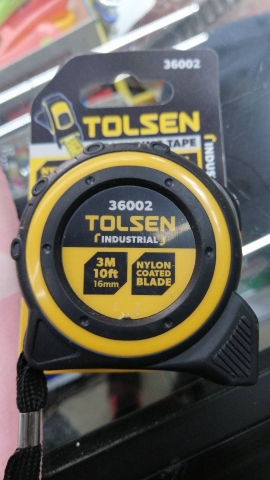 36002
TOLSEN
TAPE
INDUS
36002
TOLSEN
INDUSTRIAL
3M
10ft
16mm
NYLON-
COATED
BLADE